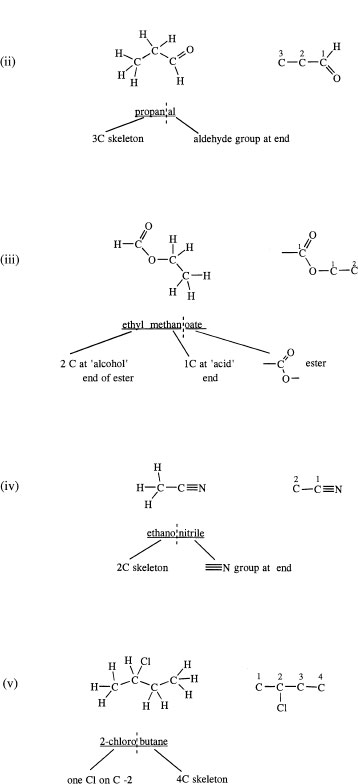 (ii)
H
H
H
C
O
C
C
H
H
H
3 2 1 H
C—C—C
O
propan¦al
3C skeleton aldehyde group at end
(iii)
O
H—C
H
H
O—C
C—H
H H
O
1
C
1 2
O—C—C
ethyl methan¦oate
2 C at 'alcohol'
end of ester
1C at 'acid'
end
O
C
O
ester
(iv)
H
H—C—C≡N
H
2 1
C—C≡N
ethano¦nitrile
2C skeleton ≡N group at end
(v)
H H Cl H
H—C C C C—H
H H H H
1 2 3 4
C—C—C—C
Cl
2-chloro¦butane
one Cl on C -2 4C skeleton